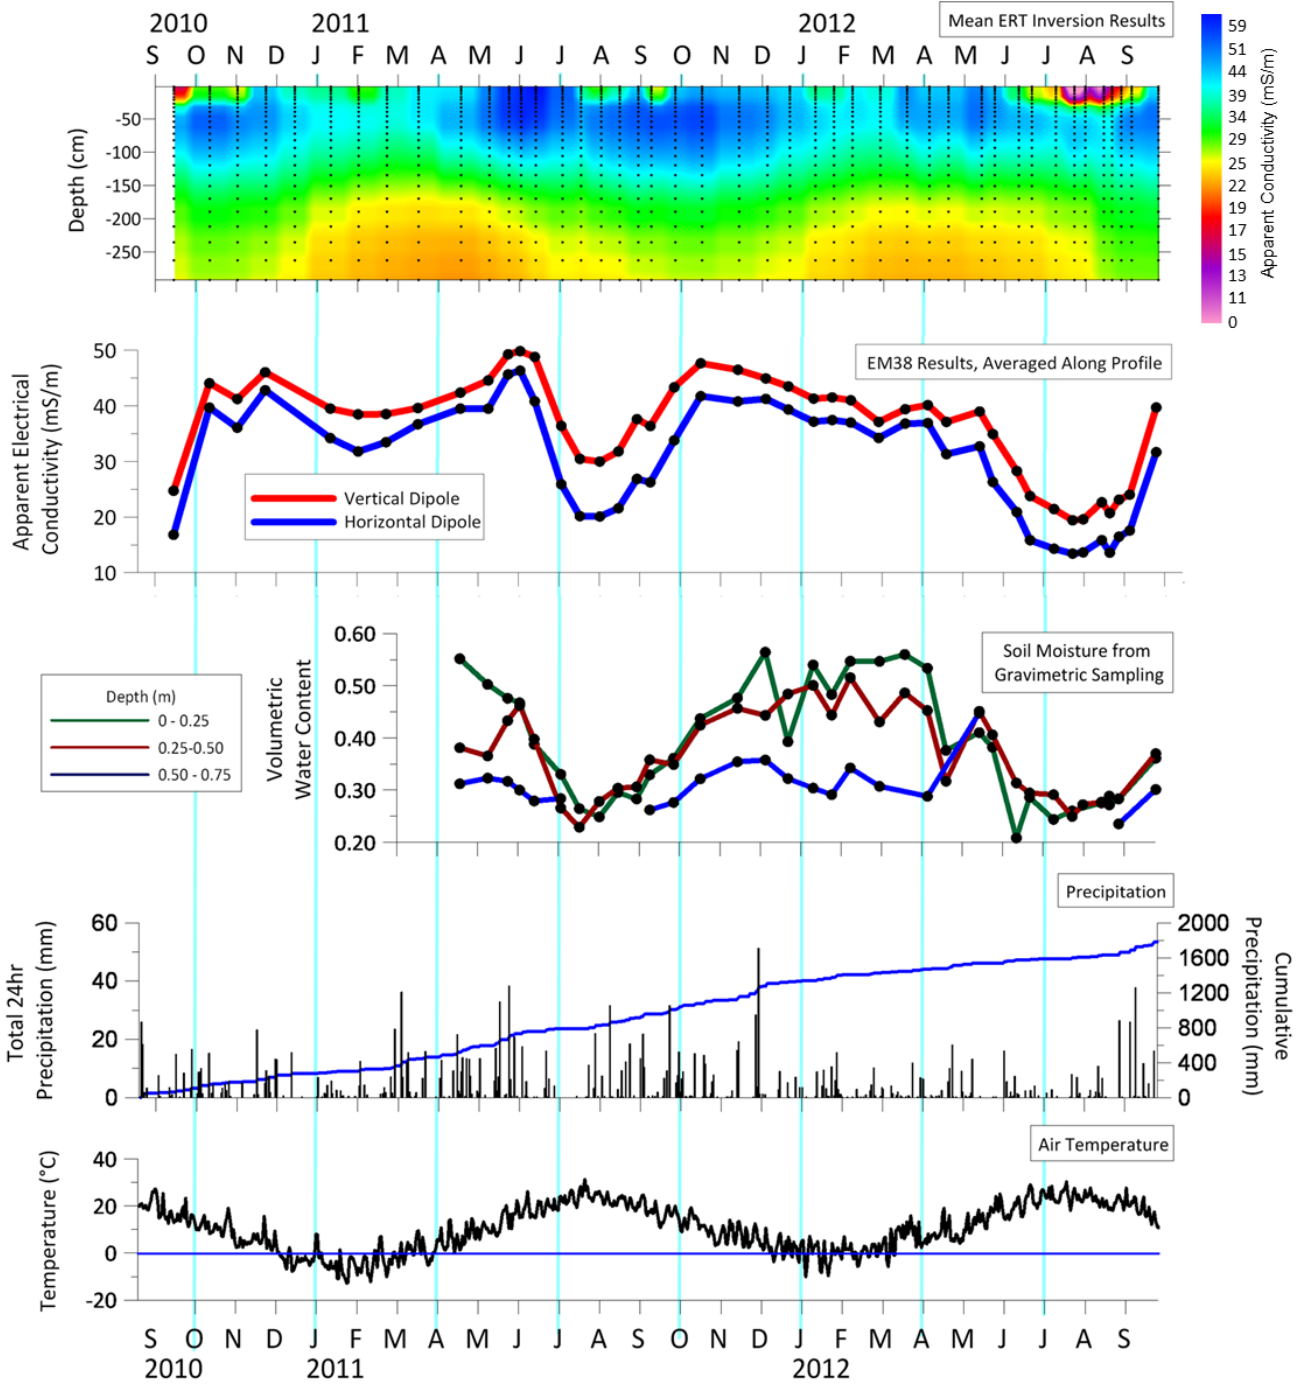 2010 2011 2012
Mean ERT Inversion Results
S O N D J F M A M J J A S O N D J F M A M J J A S
Depth (cm)
-50
-100
-150
-200
-250
59
51
44
39
34
29
25
22
19
17
15
13
11
0
Apparent Conductivity (mS/m)
EM38 Results, Averaged Along Profile
Apparent Electrical
Conductivity (mS/m)
50
40
30
20
10
Vertical Dipole
Horizontal Dipole
Soil Moisture from
Gravimetric Sampling
Depth (m)
0 - 0.25
0.25-0.50
0.50 - 0.75
Volumetric
Water Content
0.60
0.50
0.40
0.30
0.20
Precipitation
Total 24hr
Precipitation (mm)
60
40
20
0
2000
1600
1200
800
400
0
Cumulative
Precipitation (mm)
Air Temperature
Temperature (°C)
40
20
0
-20
S O N D J F M A M J J A S O N D J F M A M J J A S
2010 2011 2012